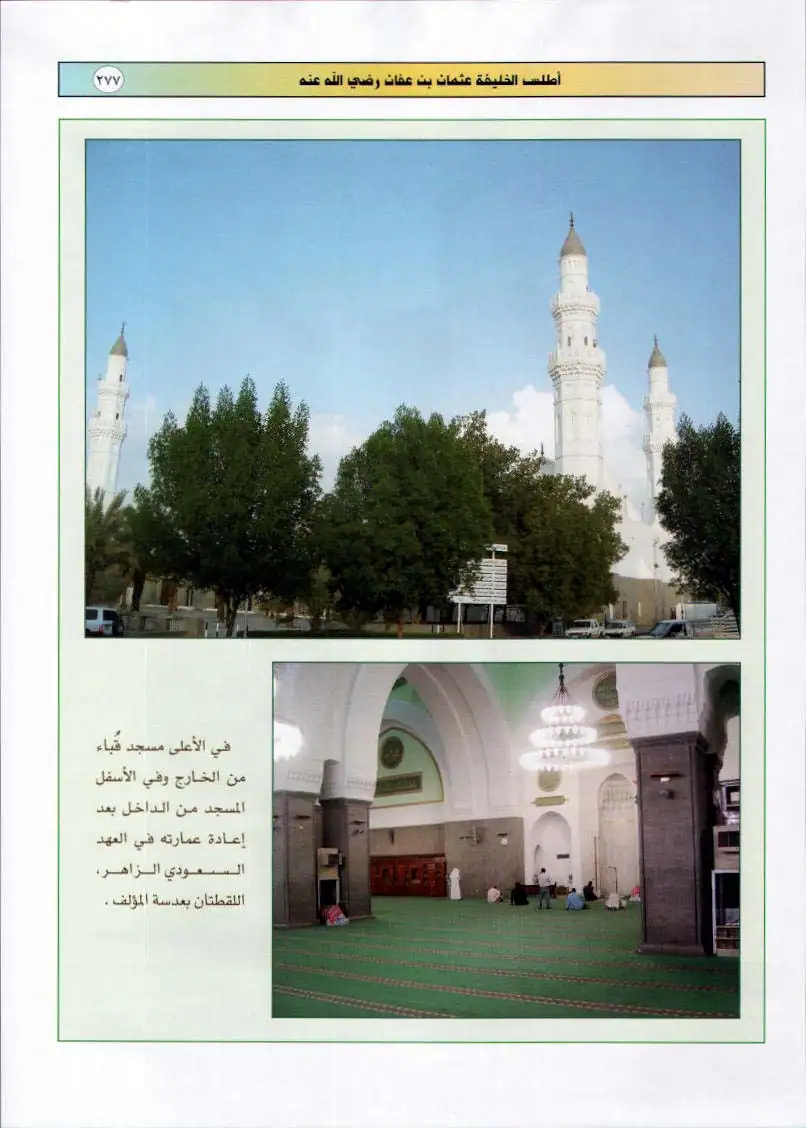 أطلس الخليفة عثمان بن عفان رضي الله عنه
٢٧٧
في الأعلى مسجد قُباء
من الخارج وفي الأسفل
المسجد من الداخل بعد
إعادة عمارته في العهد
السعودي الزاهر،
اللقطتان بعدسة المؤلف .